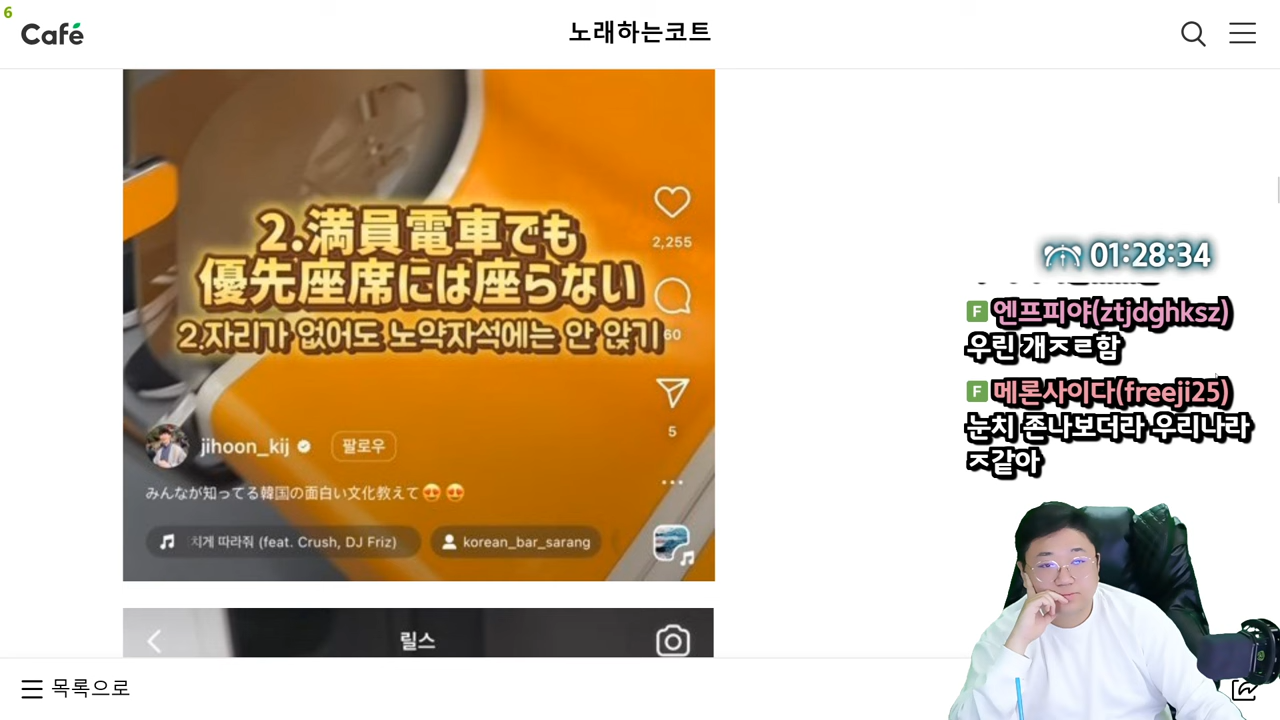 6
Café
노래하는코트
2.満員電車でも
優先座席には座らない
2.자리가 없어도 노약자석에는 안 앉기
2,255
60
5
jihoon_kij
팔로우
みんなが知ってる韓国の面白い文化教えて😍😍
치게 따라줘 (feat. Crush, DJ Friz)
korean_bar_sarang
릴스
목록으로
01:28:34
F 엔프피야(ztjdghksz)
우린 개ㅈㄹ함
F 메론사이다(freeji25)
눈치 존나보더라 우리나라
ㅈ같아